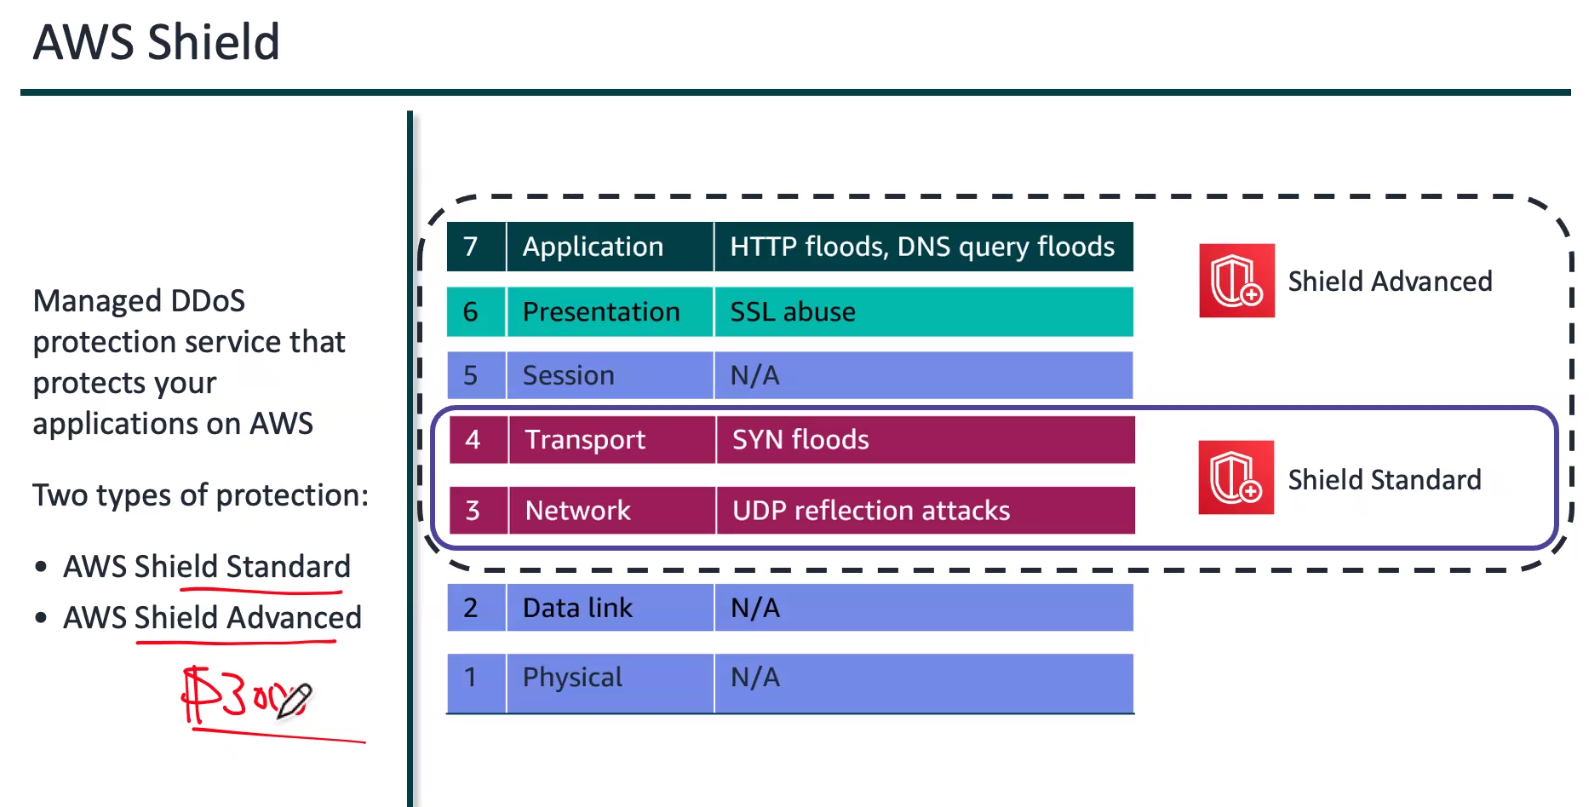 AWS Shield
Managed DDoS
protection service that
protects your
applications on AWS
Two types of protection:
• AWS Shield Standard
• AWS Shield Advanced
7 Application HTTP floods, DNS query floods
6 Presentation SSL abuse
5 Session N/A
4 Transport SYN floods
3 Network UDP reflection attacks
2 Data link N/A
1 Physical N/A
Shield Advanced
Shield Standard